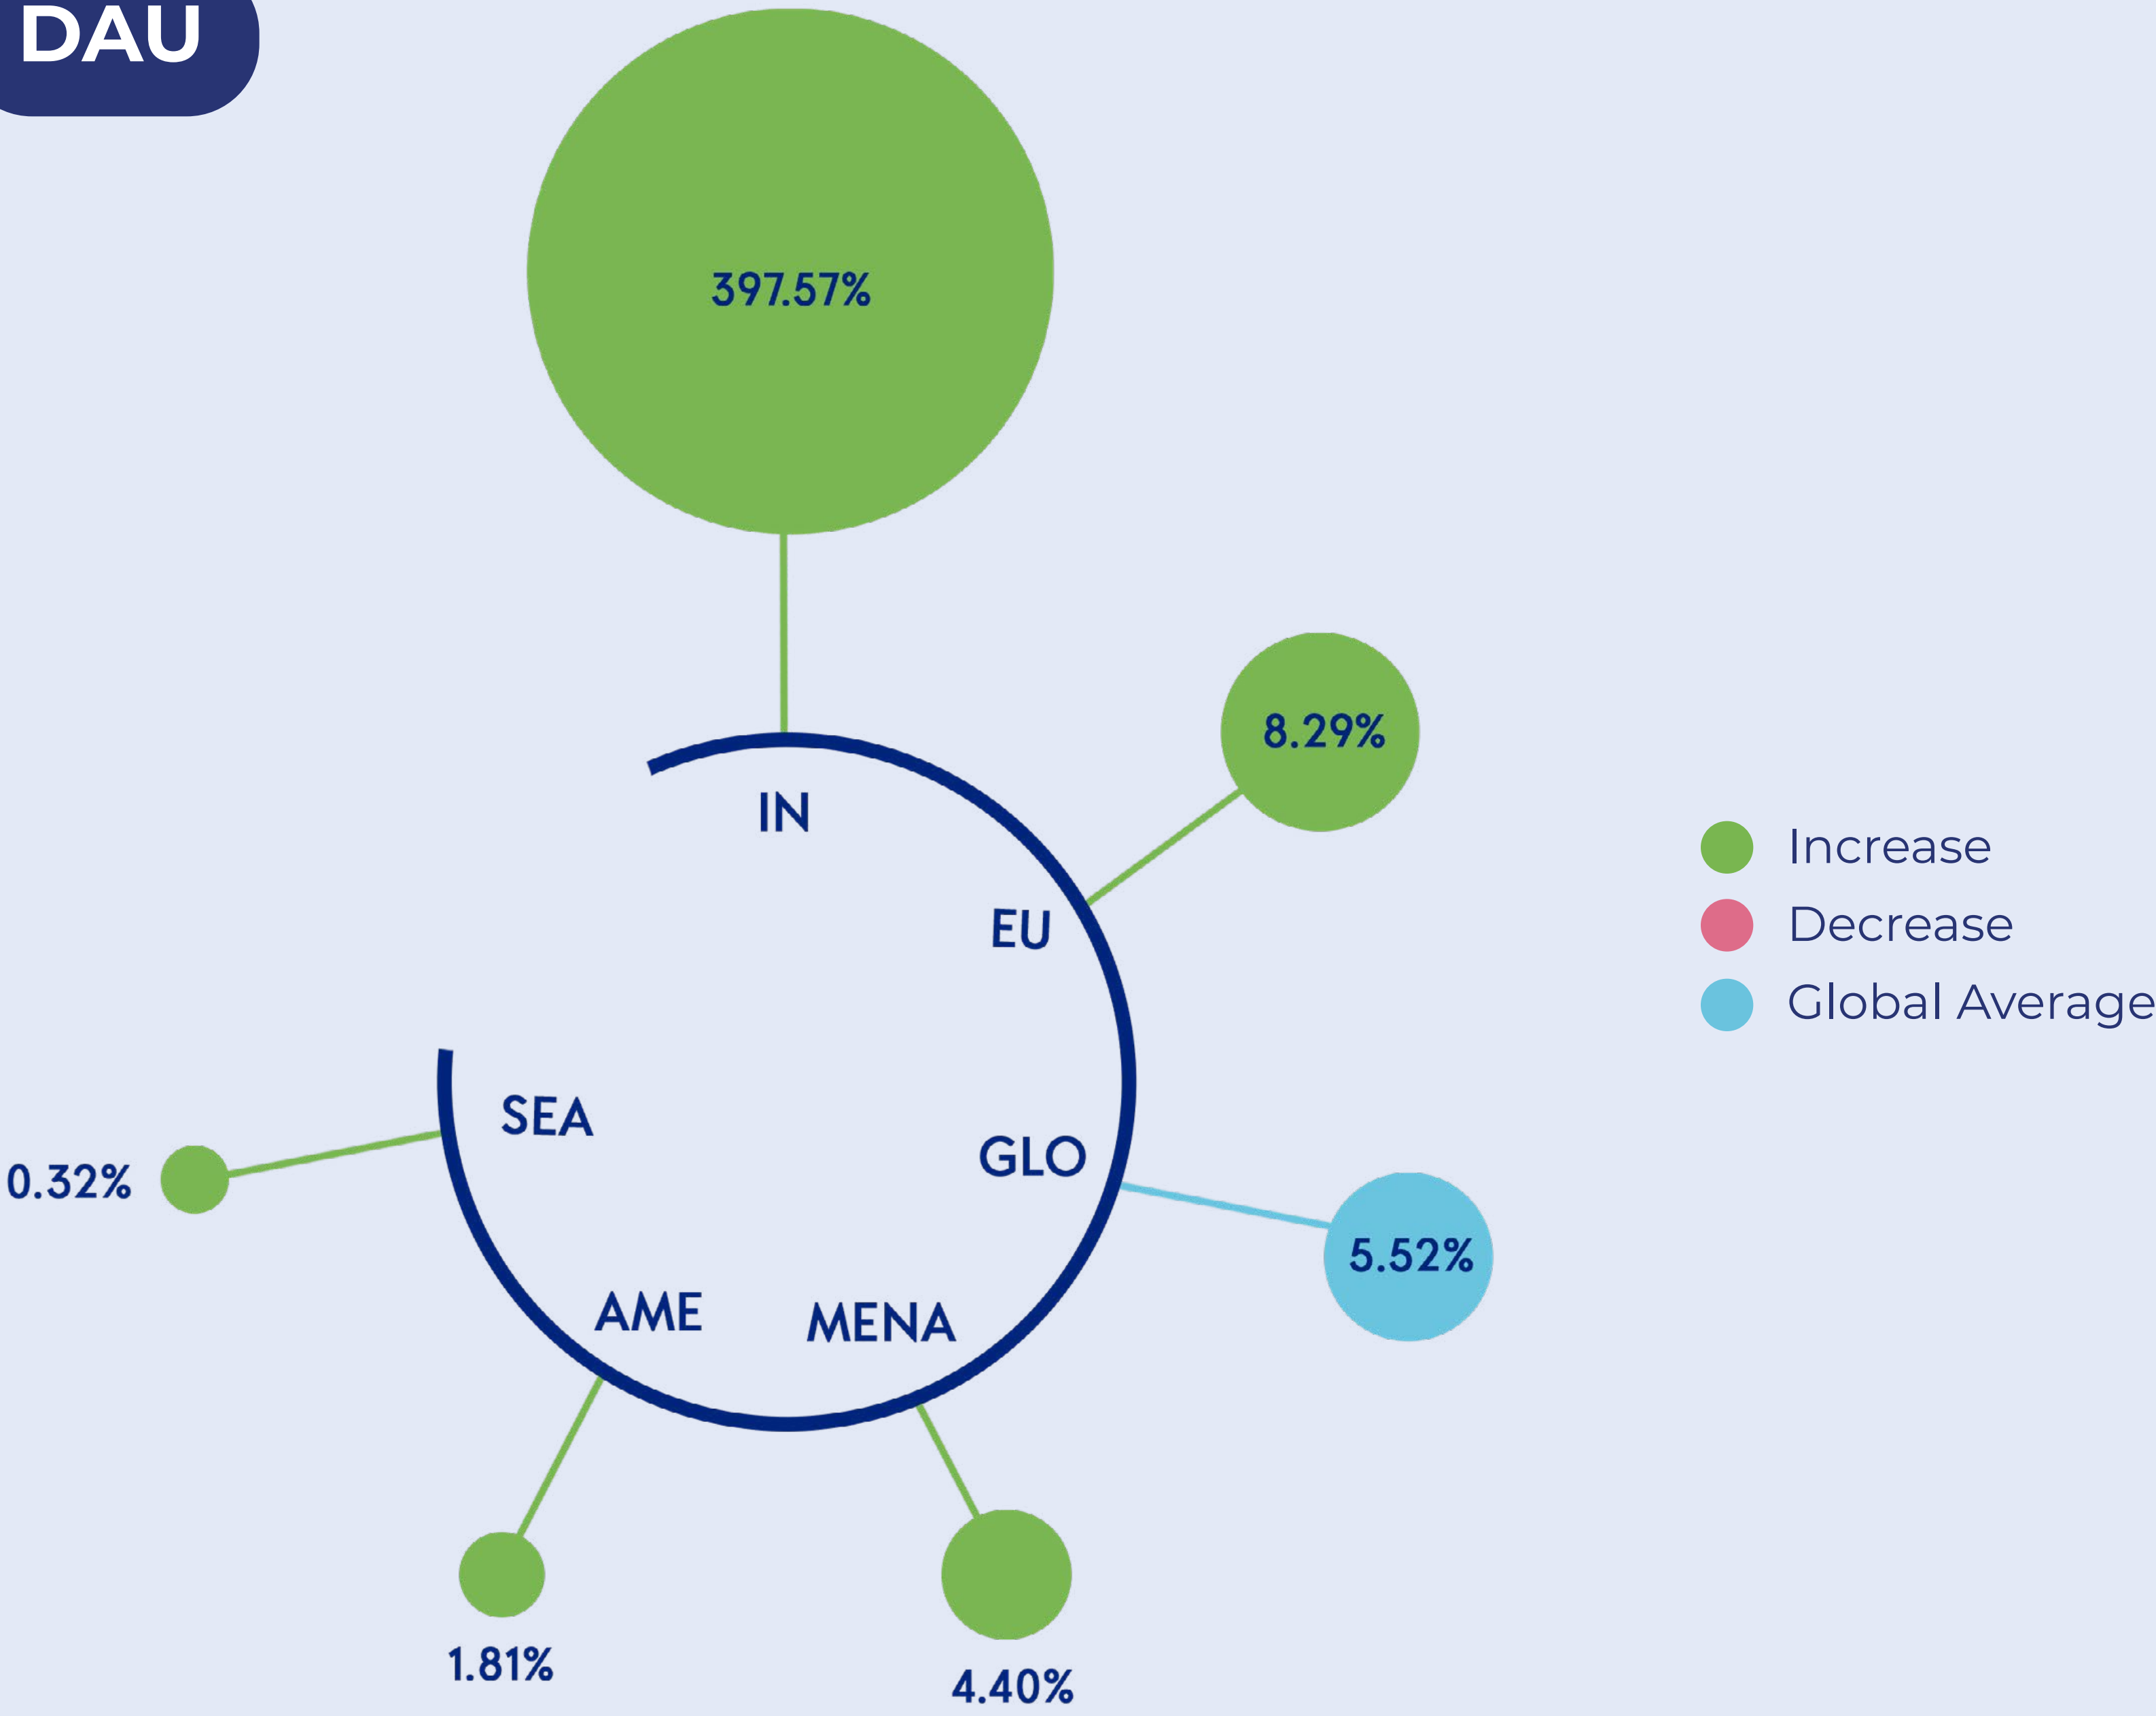 DAU
397.57%
8.29%
IN
EU
Increase
Decrease
Global Average
SEA
GLO
0.32%
5.52%
AME
MENA
1.81%
4.40%